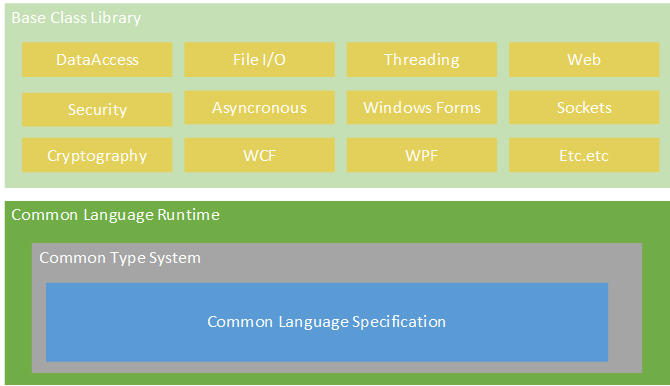 Base Class Library
DataAccess
File I/O
Threading
Web
Security
Asyncronous
Windows Forms
Sockets
Cryptography
WCF
WPF
Etc.etc
Common Language Runtime
Common Type System
Common Language Specification